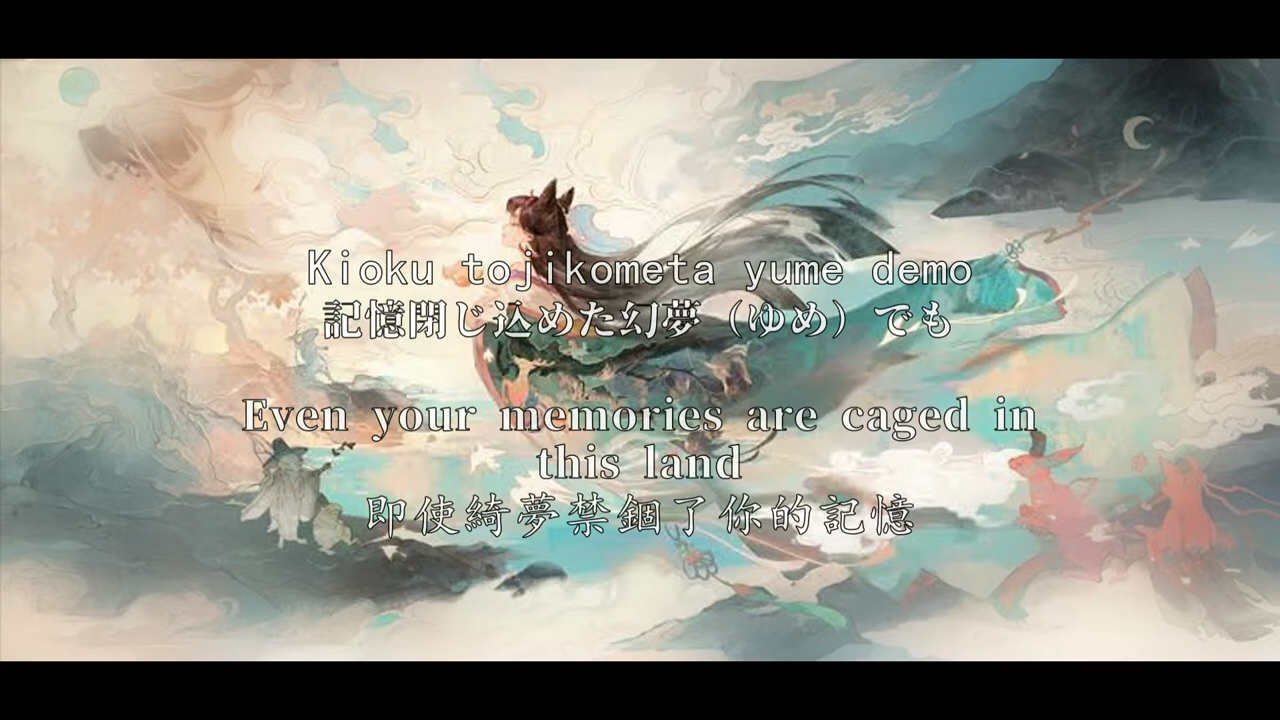 Kioku tojikometa yume demo
記憶閉じ込めた幻夢（ゆめ）でも
Even your memories are caged in
this land
即使綺夢禁錮了你的記憶